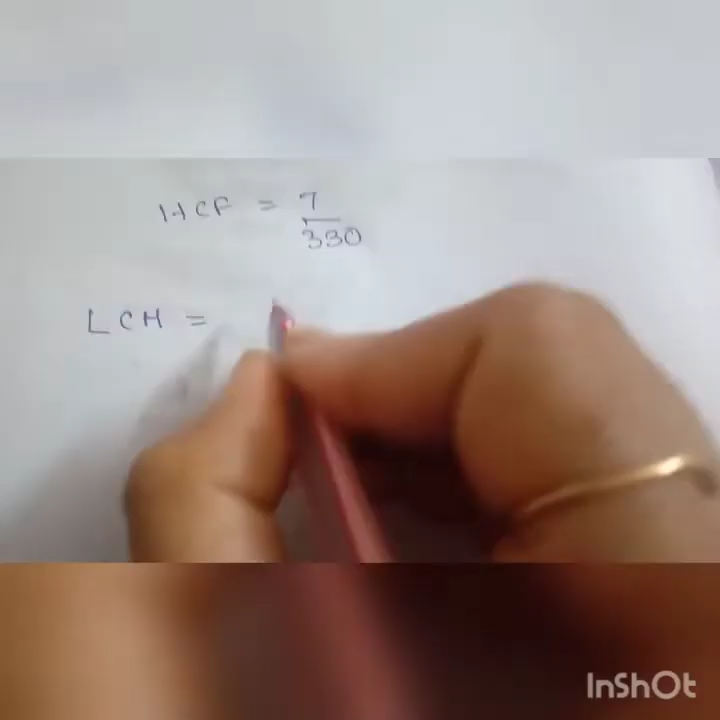 HCF = 7/330
LCM =
InShOt